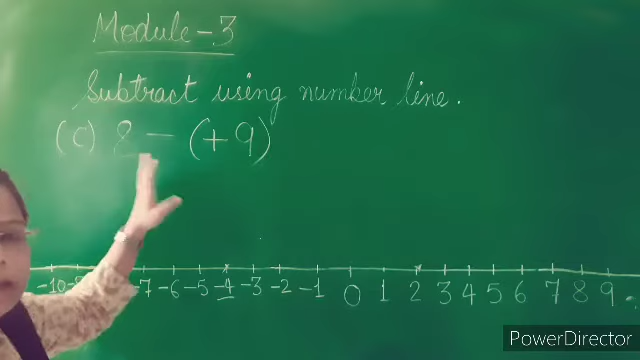 Module-3
Subtract using number line.
(C) 8 - (+9)
-10 -9 -7 -6 -5 -4 -3 -2 -1 0 1 2 3 4 5 6 7 8 9
PowerDirector